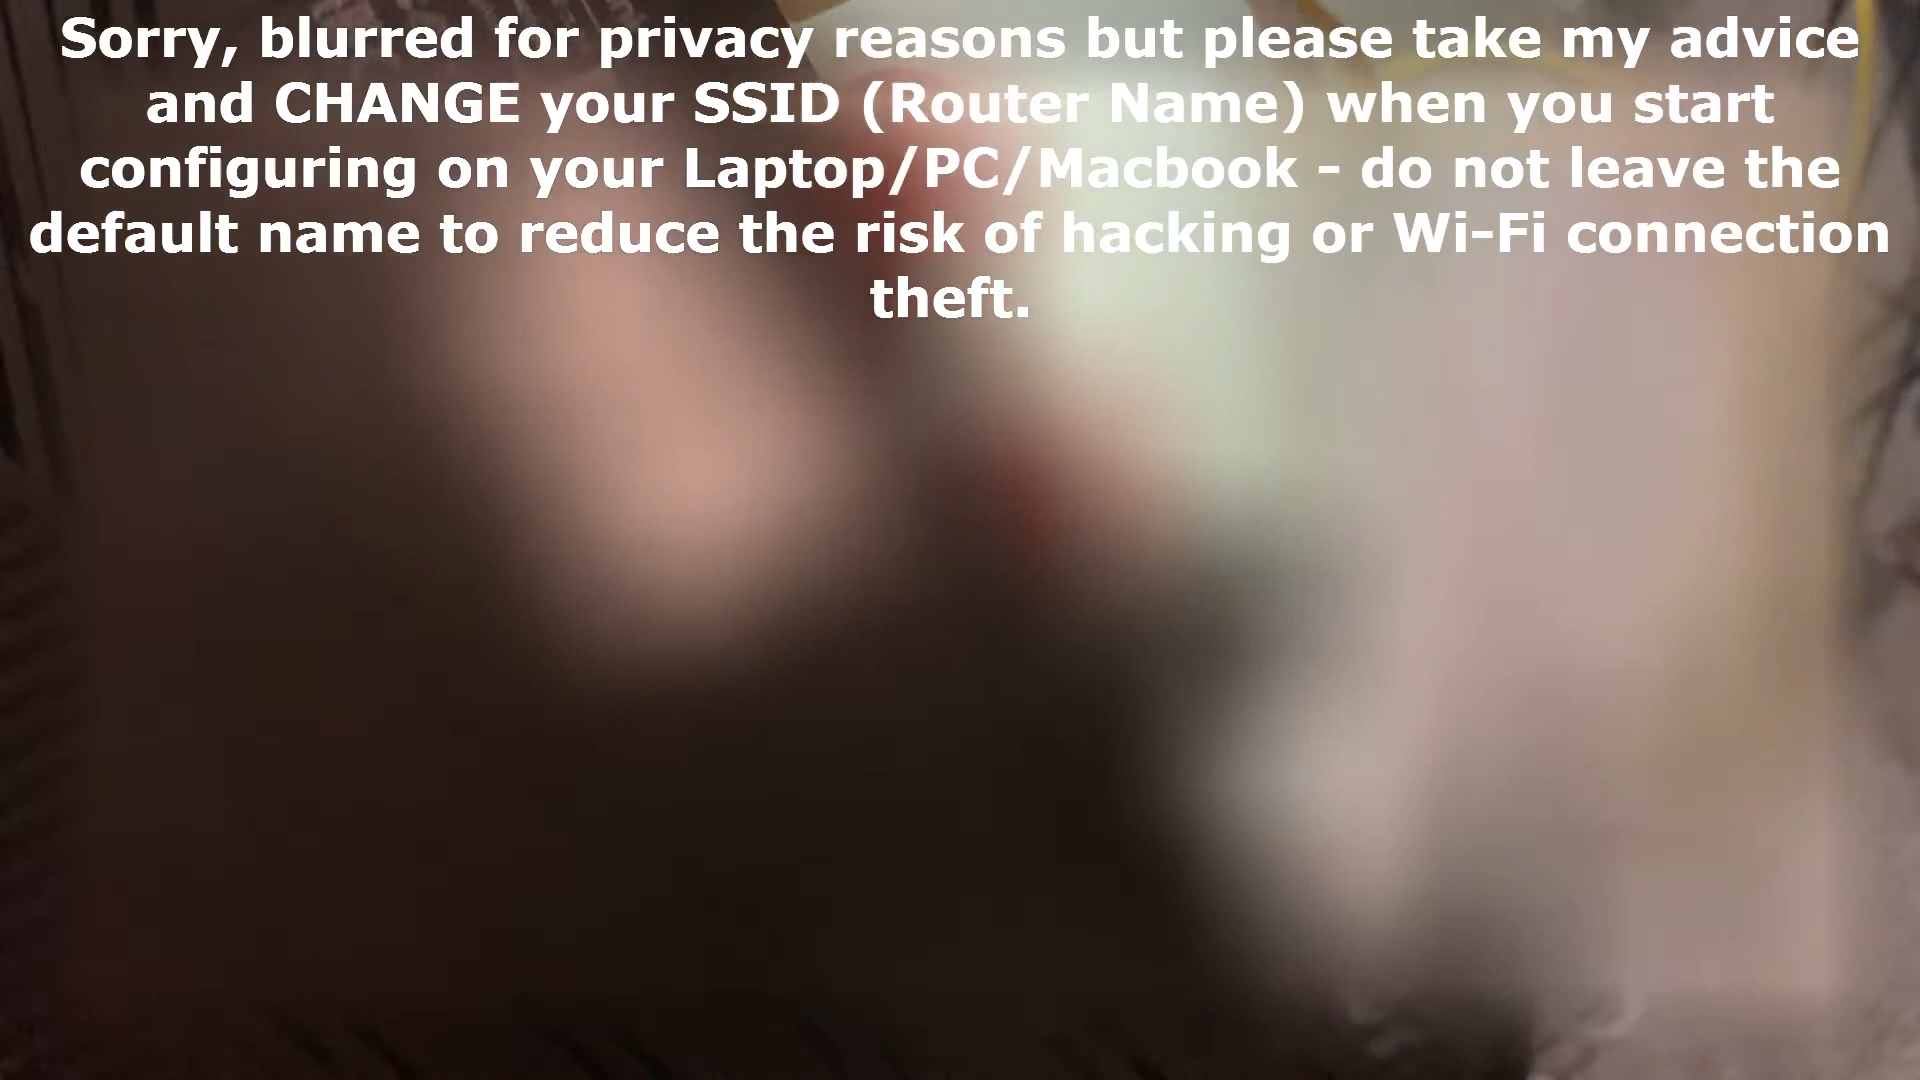 Sorry, blurred for privacy reasons but please take my advice
and CHANGE your SSID (Router Name) when you start
configuring on your Laptop/PC/Macbook - do not leave the
default name to reduce the risk of hacking or Wi-Fi connection
theft.